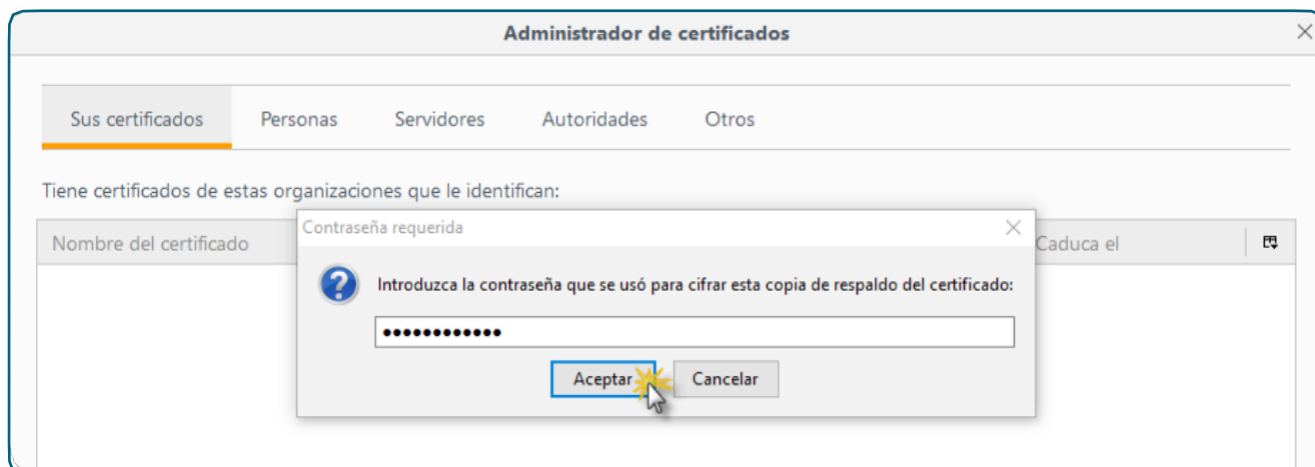 Administrador de certificados
Sus certificados Personas Servidores Autoridades Otros
Tiene certificados de estas organizaciones que le identifican:
Nombre del certificado Caduca el
Contraseña requerida
Introduzca la contraseña que se usó para cifrar esta copia de respaldo del certificado:
••••••••••••
Aceptar Cancelar